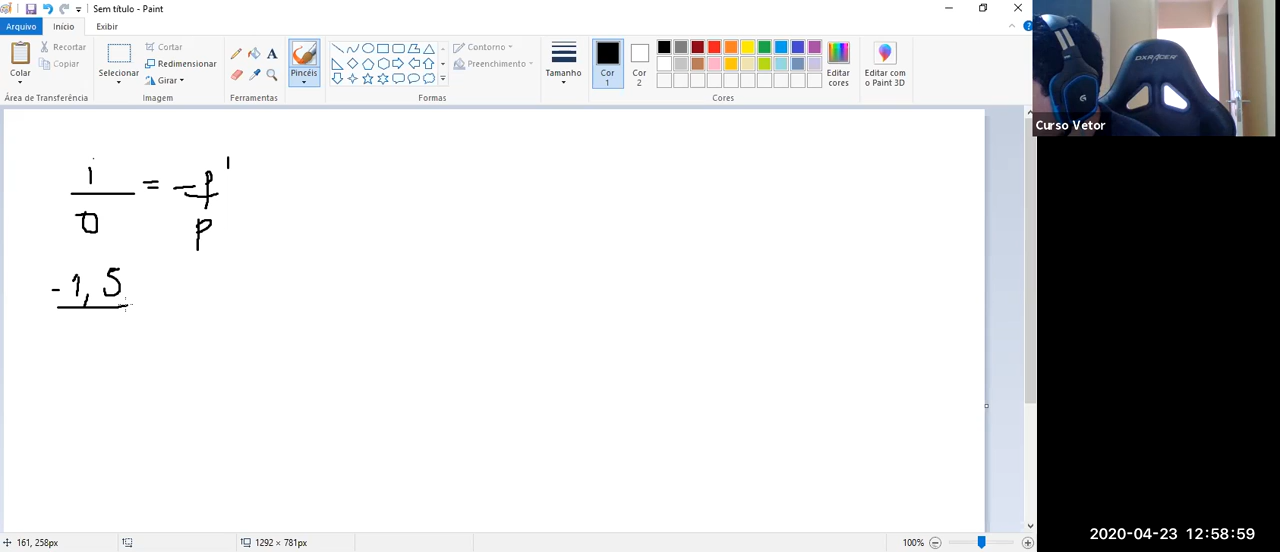 Sem título - Paint
Arquivo Início Exibir
Colar
Recortar
Copiar
Área de Transferência
Selecionar
Cortar
Redimensionar
Girar
Imagem
A
Ferramentas
Pincéis
Contorno
Preenchimento
Formas
Tamanho
Cor 1
Cor 2
Editar cores
Editar com o Paint 3D
Cores
DXRACER
Curso Vetor
i = -p'
o p
- 1, 5
161, 258px
1292 × 781px
100%
2020-04-23 12:58:59